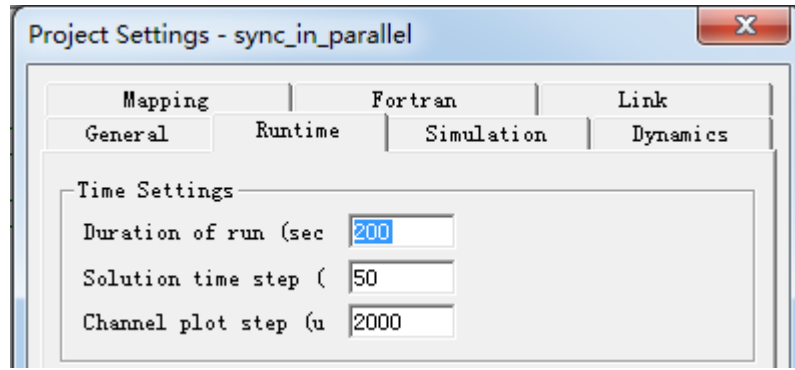 Project Settings - sync_in_parallel
Mapping Fortran Link
General Runtime Simulation Dynamics
Time Settings
Duration of run (sec 200
Solution time step ( 50
Channel plot step (u 2000